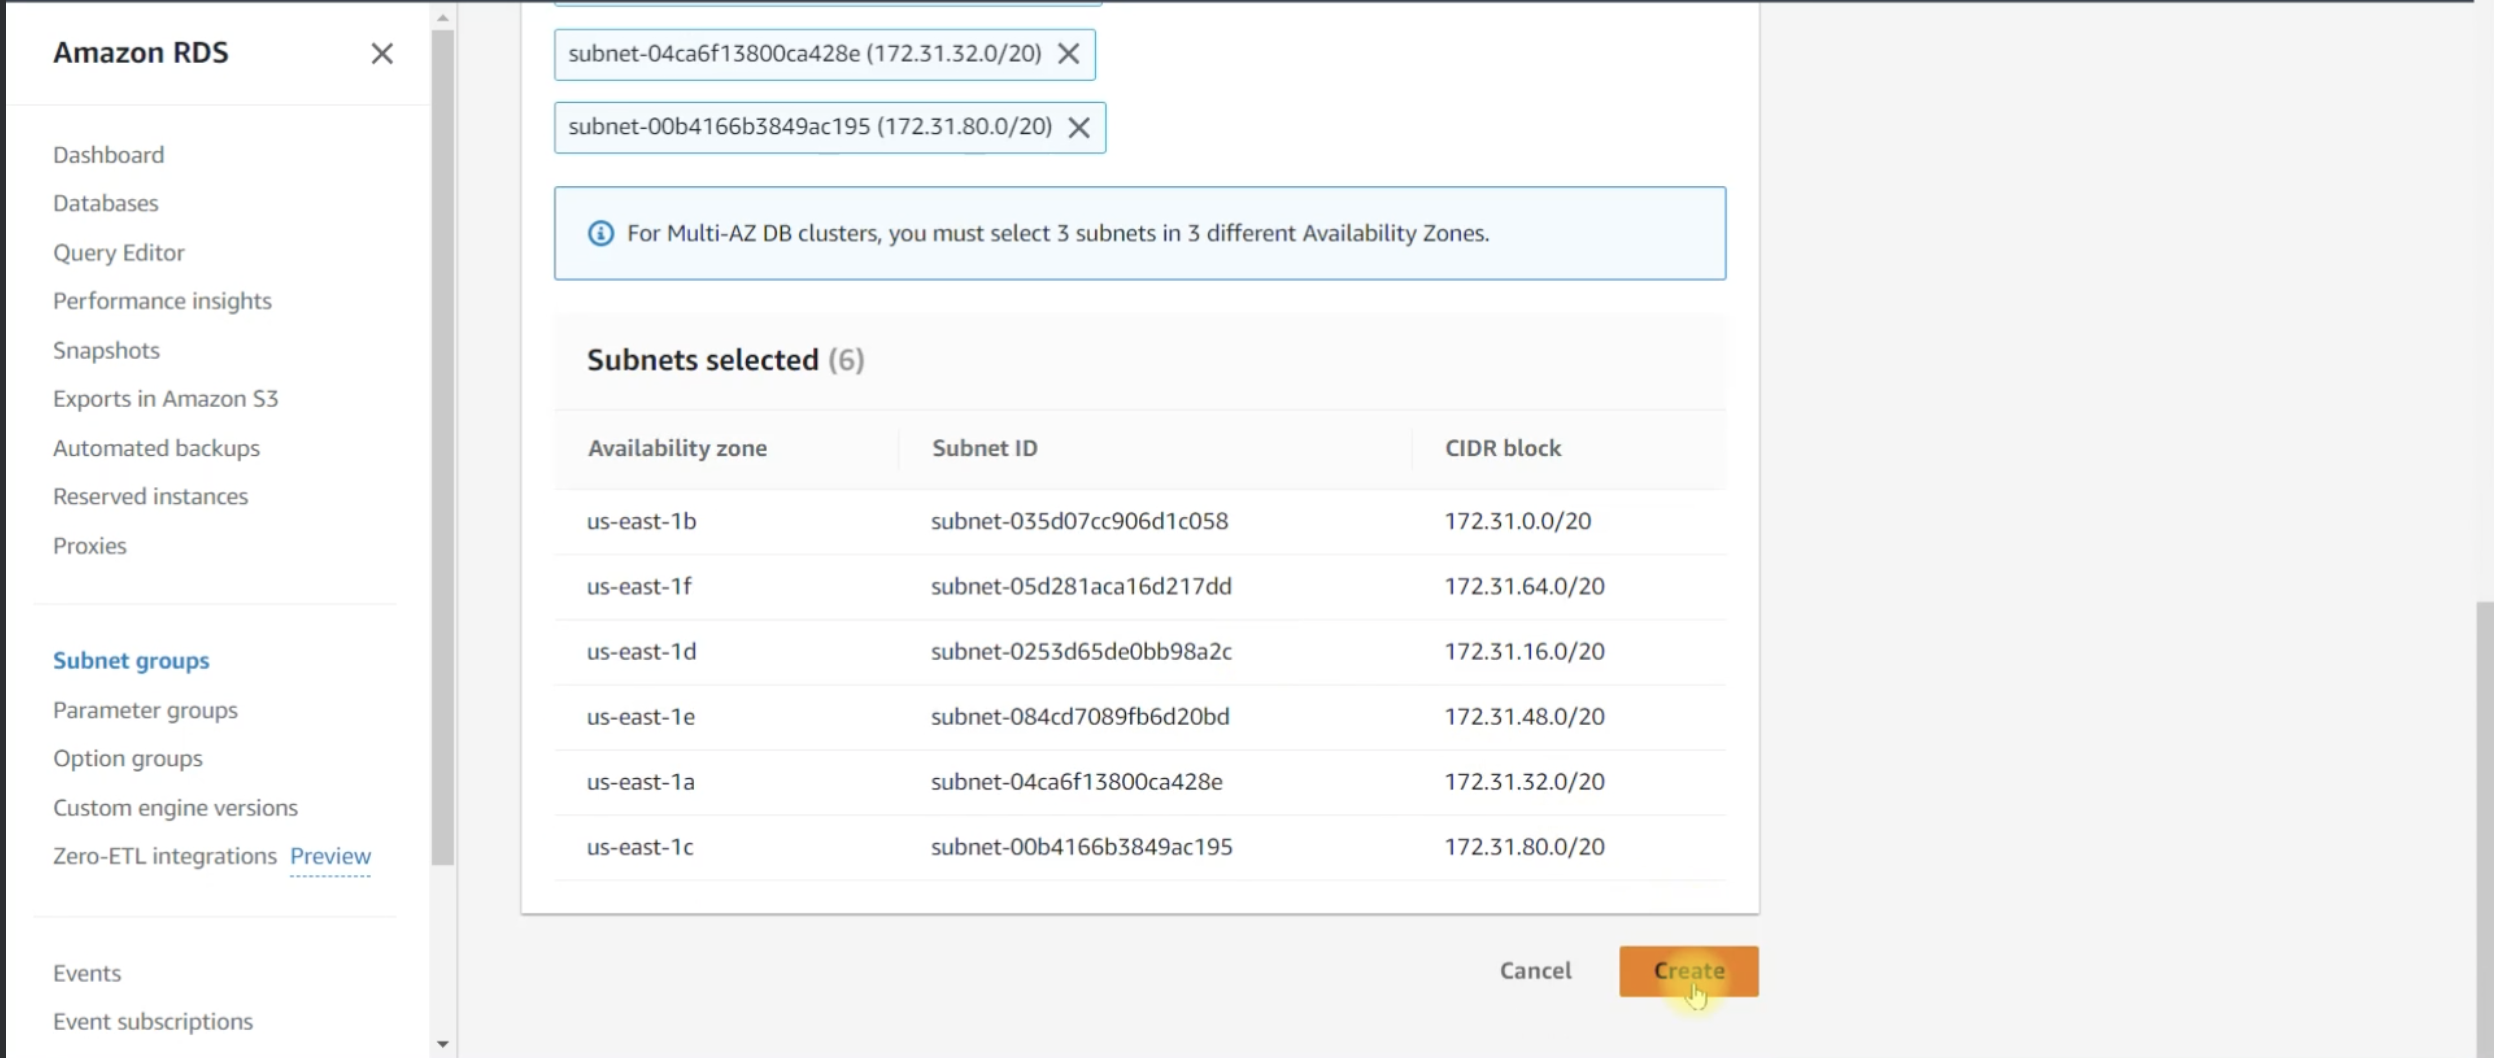 Amazon RDS
Dashboard
Databases
Query Editor
Performance insights
Snapshots
Exports in Amazon S3
Automated backups
Reserved instances
Proxies
Subnet groups
Parameter groups
Option groups
Custom engine versions
Zero-ETL integrations Preview
Events
Event subscriptions
subnet-04ca6f13800ca428e (172.31.32.0/20)
subnet-00b4166b3849ac195 (172.31.80.0/20)
For Multi-AZ DB clusters, you must select 3 subnets in 3 different Availability Zones.
Subnets selected (6)
Availability zone Subnet ID CIDR block
us-east-1b subnet-035d07cc906d1c058 172.31.0.0/20
us-east-1f subnet-05d281aca16d217dd 172.31.64.0/20
us-east-1d subnet-0253d65de0bb98a2c 172.31.16.0/20
us-east-1e subnet-084cd7089fb6d20bd 172.31.48.0/20
us-east-1a subnet-04ca6f13800ca428e 172.31.32.0/20
us-east-1c subnet-00b4166b3849ac195 172.31.80.0/20
Cancel Create